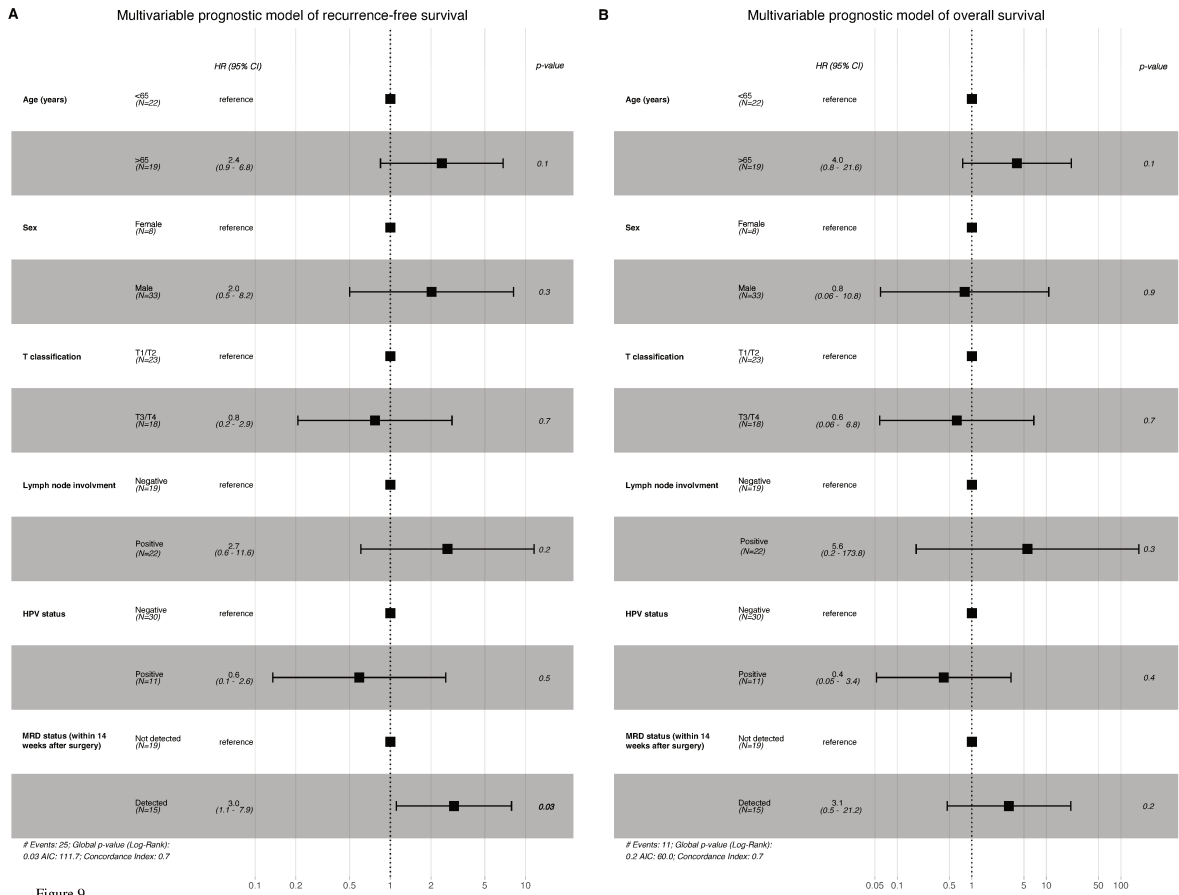 A
Multivariable prognostic model of recurrence-free survival
HR (95% CI)
p-value
Age (years)
<65
(N=22)
reference
>65
(N=19)
2.4
(0.9 - 6.8)
0.1
Sex
Female
(N=8)
reference
Male
(N=33)
2.0
(0.5 - 8.2)
0.3
T classification
T1/T2
(N=23)
reference
T3/T4
(N=18)
0.8
(0.2 - 2.9)
0.7
Lymph node involvment
Negative
(N=19)
reference
Positive
(N=22)
2.7
(0.6 - 11.6)
0.2
HPV status
Negative
(N=30)
reference
Positive
(N=11)
0.6
(0.1 - 2.6)
0.5
MRD status (within 14
weeks after surgery)
Not detected
(N=19)
reference
Detected
(N=15)
3.0
(1.1 - 7.9)
0.03
# Events: 25; Global p-value (Log-Rank):
0.03 AIC: 111.7; Concordance Index: 0.7
0.1 0.2 0.5 1 2 5 10
B
Multivariable prognostic model of overall survival
HR (95% CI)
p-value
Age (years)
<65
(N=22)
reference
>65
(N=19)
4.0
(0.8 - 21.6)
0.1
Sex
Female
(N=8)
reference
Male
(N=33)
0.8
(0.06 - 10.8)
0.9
T classification
T1/T2
(N=23)
reference
T3/T4
(N=18)
0.6
(0.06 - 6.8)
0.7
Lymph node involvment
Negative
(N=19)
reference
Positive
(N=22)
5.6
(0.2 - 173.8)
0.3
HPV status
Negative
(N=30)
reference
Positive
(N=11)
0.4
(0.05 - 3.4)
0.4
MRD status (within 14
weeks after surgery)
Not detected
(N=19)
reference
Detected
(N=15)
3.1
(0.5 - 21.2)
0.2
# Events: 11; Global p-value (Log-Rank):
0.2 AIC: 60.0; Concordance Index: 0.7
0.05 0.1 0.5 1 5 10 50 100
Figure 9